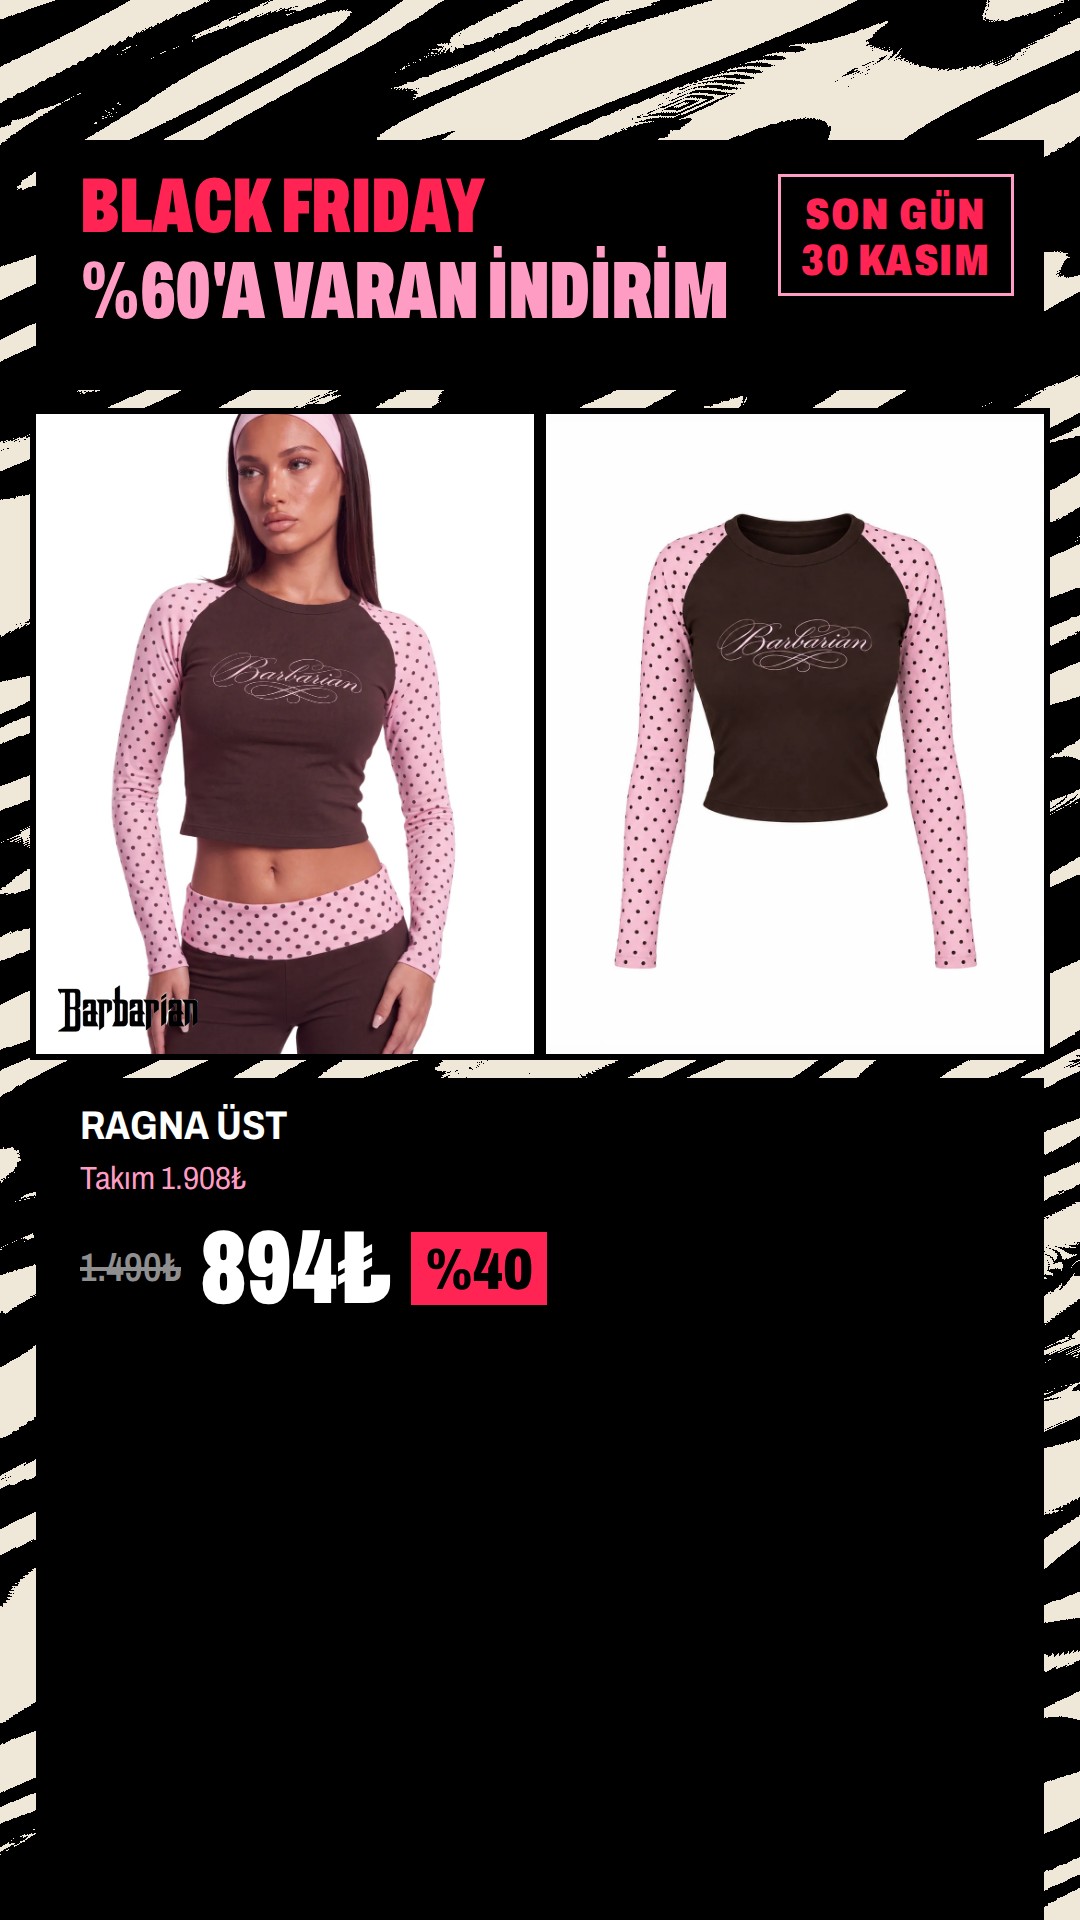 BLACK FRIDAY
%60'A VARAN İNDİRİM
SON GÜN
30 KASIM
Barbarian
Barbarian
Barbarian
RAGNA ÜST
Takım 1.908₺
1.490₺ 894₺ %40